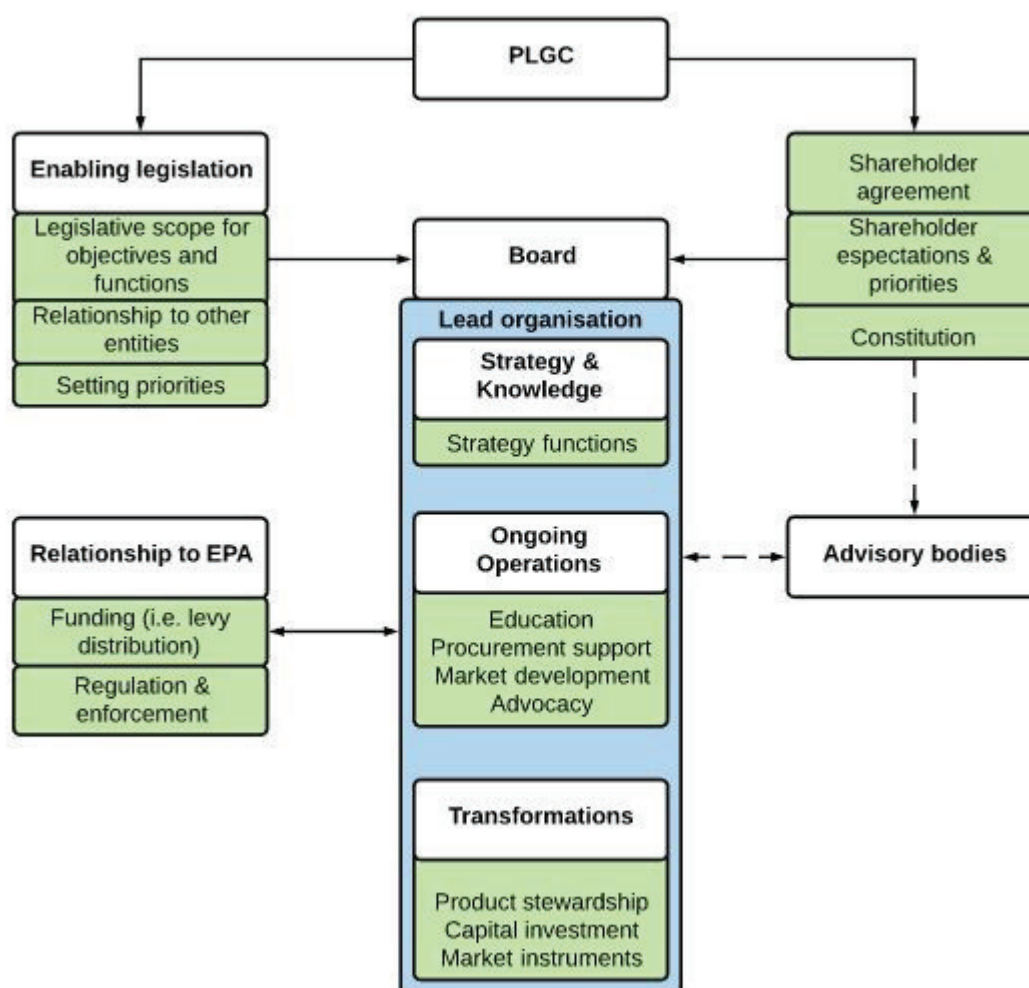 PLGC
Enabling legislation
Legislative scope for
objectives and
functions
Relationship to other
entities
Setting priorities
Shareholder
agreement
Shareholder
espectations &
priorities
Constitution
Board
Lead organisation
Strategy &
Knowledge
Strategy functions
Relationship to EPA
Funding (i.e. levy
distribution)
Regulation &
enforcement
Ongoing
Operations
Education
Procurement support
Market development
Advocacy
Advisory bodies
Transformations
Product stewardship
Capital investment
Market instruments